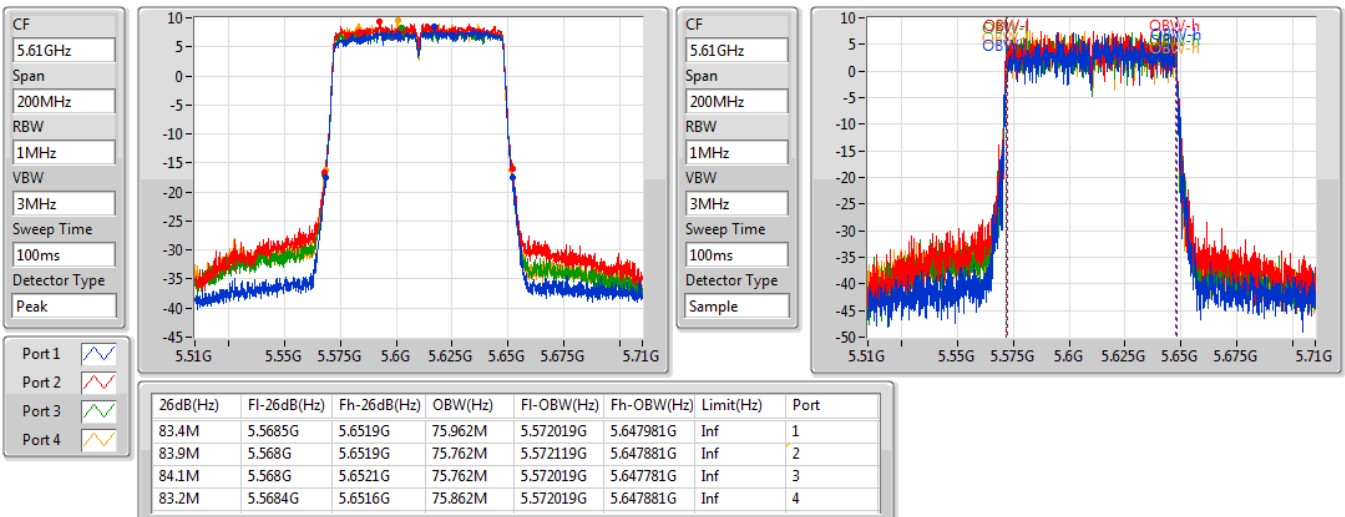 CF
5.61GHz
Span
200MHz
RBW
1MHz
VBW
3MHz
Sweep Time
100ms
Detector Type
Peak
10
5
0
-5
-10
-15
-20
-25
-30
-35
-40
-45
5.51G 5.55G 5.575G 5.6G 5.625G 5.65G 5.675G 5.71G
CF
5.61GHz
Span
200MHz
RBW
1MHz
VBW
3MHz
Sweep Time
100ms
Detector Type
Sample
10
5
0
-5
-10
-15
-20
-25
-30
-35
-40
-45
-50
OBW-l OBW-h
5.51G 5.55G 5.575G 5.6G 5.625G 5.65G 5.675G 5.71G
Port 1
Port 2
Port 3
Port 4
26dB(Hz) Fl-26dB(Hz) Fh-26dB(Hz) OBW(Hz) Fl-OBW(Hz) Fh-OBW(Hz) Limit(Hz) Port
83.4M 5.5685G 5.6519G 75.962M 5.572019G 5.647981G Inf 1
83.9M 5.568G 5.6519G 75.762M 5.572119G 5.647881G Inf 2
84.1M 5.568G 5.6521G 75.762M 5.572019G 5.647781G Inf 3
83.2M 5.5684G 5.6516G 75.862M 5.572019G 5.647881G Inf 4